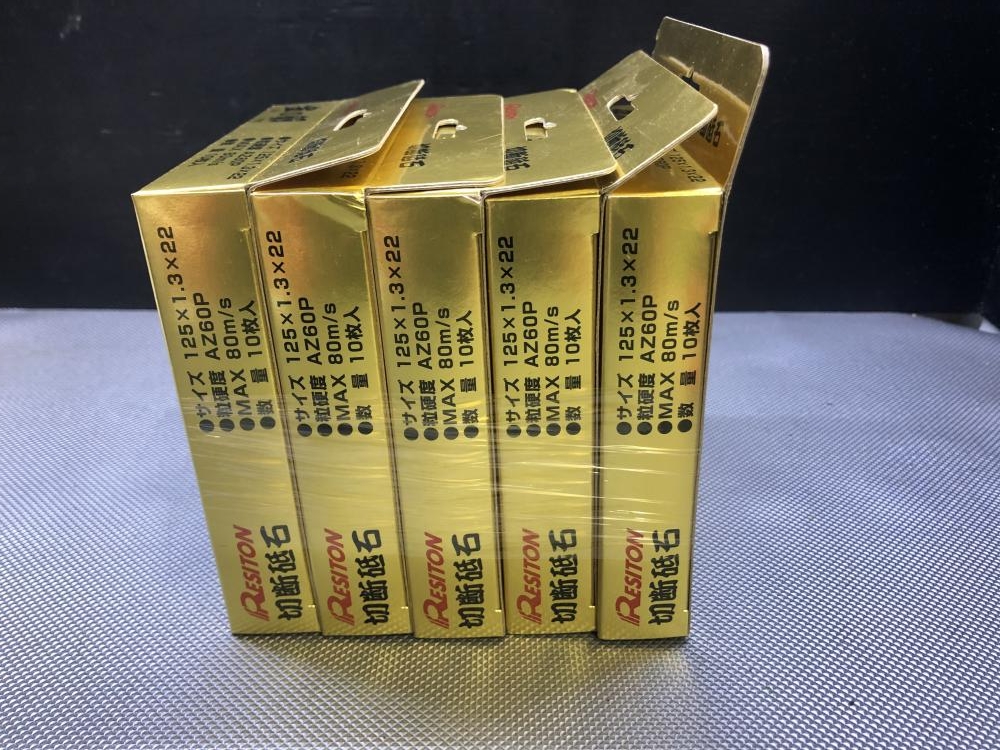 RESITON
切断砥石
●サイズ 125×1.3×22
●粒硬度 AZ60P
●MAX 80m/s
●数 量 10枚入
RESITON
切断砥石
●サイズ 125×1.3×22
●粒硬度 AZ60P
●MAX 80m/s
●数 量 10枚入
RESITON
切断砥石
●サイズ 125×1.3×22
●粒硬度 AZ60P
●MAX 80m/s
●数 量 10枚入
RESITON
切断砥石
●サイズ 125×1.3×22
●粒硬度 AZ60P
●MAX 80m/s
●数 量 10枚入
RESITON
切断砥石
●サイズ 125×1.3×22
●粒硬度 AZ60P
●MAX 80m/s
●数 量 10枚入